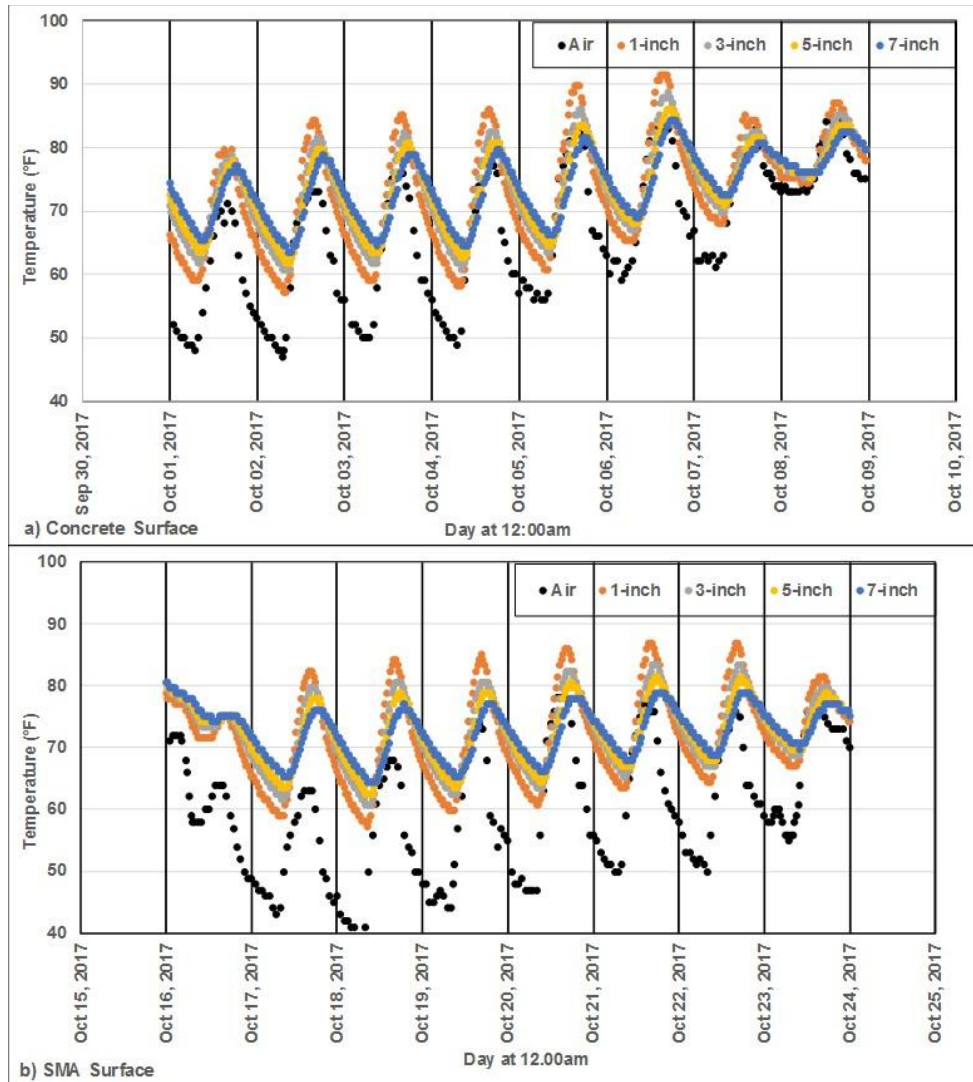 100
90
80
70
60
50
40
Temperature (°F)
Air 1-inch 3-inch 5-inch 7-inch
Sep 30, 2017
Oct 01, 2017
Oct 02, 2017
Oct 03, 2017
Oct 04, 2017
Oct 05, 2017
Oct 06, 2017
Oct 07, 2017
Oct 08, 2017
Oct 09, 2017
Oct 10, 2017
a) Concrete Surface
Day at 12:00am
100
90
80
70
60
50
40
Temperature (°F)
Air 1-inch 3-inch 5-inch 7-inch
Oct 15, 2017
Oct 16, 2017
Oct 17, 2017
Oct 18, 2017
Oct 19, 2017
Oct 20, 2017
Oct 21, 2017
Oct 22, 2017
Oct 23, 2017
Oct 24, 2017
Oct 25, 2017
Day at 12.00am
b) SMA Surface